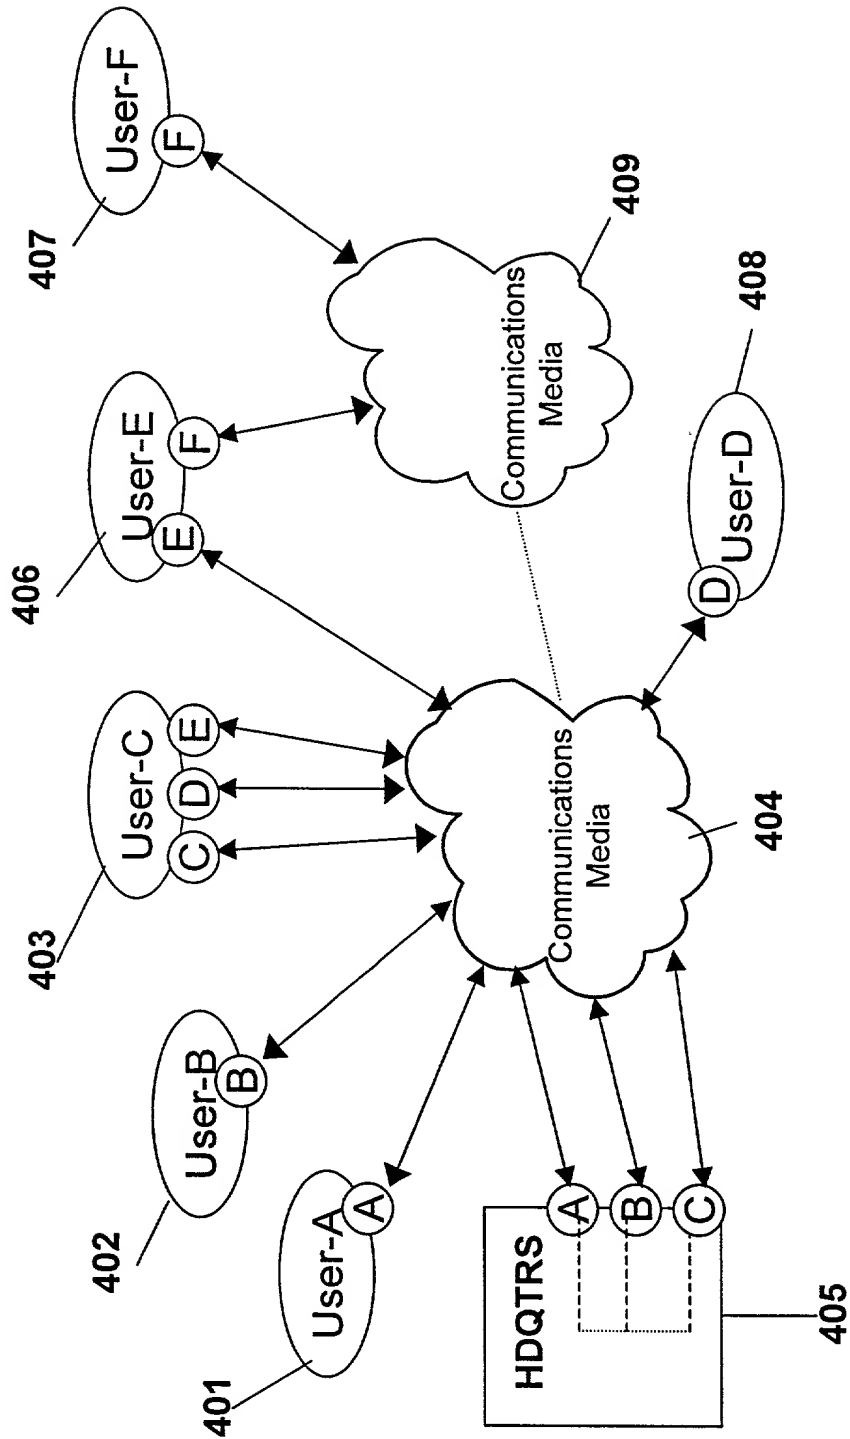 401
User-A
A
402
User-B
B
403
User-C
C
D
E
406
User-E
E
F
407
User-F
F
HDQTRS
A
B
C
405
Communications
Media
404
Communications
Media
409
D
User-D
408